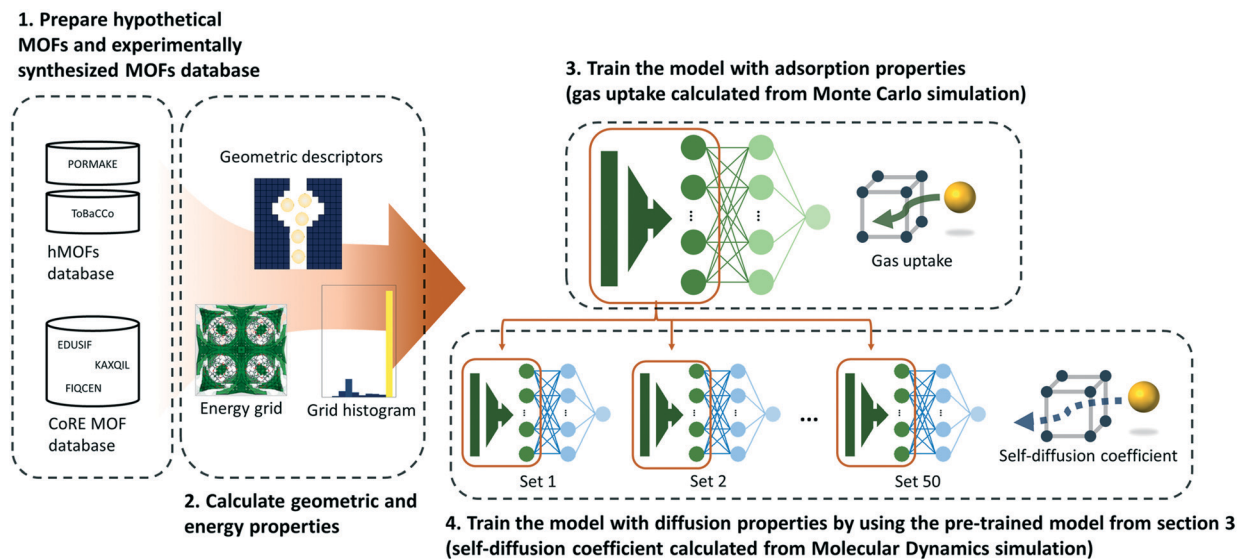 1. Prepare hypothetical
MOFs and experimentally
synthesized MOFs database
PORMAKE
ToBaCCo
hMOFs
database
EDUSIF
KAXQIL
FIQCEN
CoRE MOF
database
Geometric descriptors
Energy grid
Grid histogram
2. Calculate geometric and
energy properties
3. Train the model with adsorption properties
(gas uptake calculated from Monte Carlo simulation)
Gas uptake
Set 1
Set 2
...
Set 50
Self-diffusion coefficient
4. Train the model with diffusion properties by using the pre-trained model from section 3
(self-diffusion coefficient calculated from Molecular Dynamics simulation)